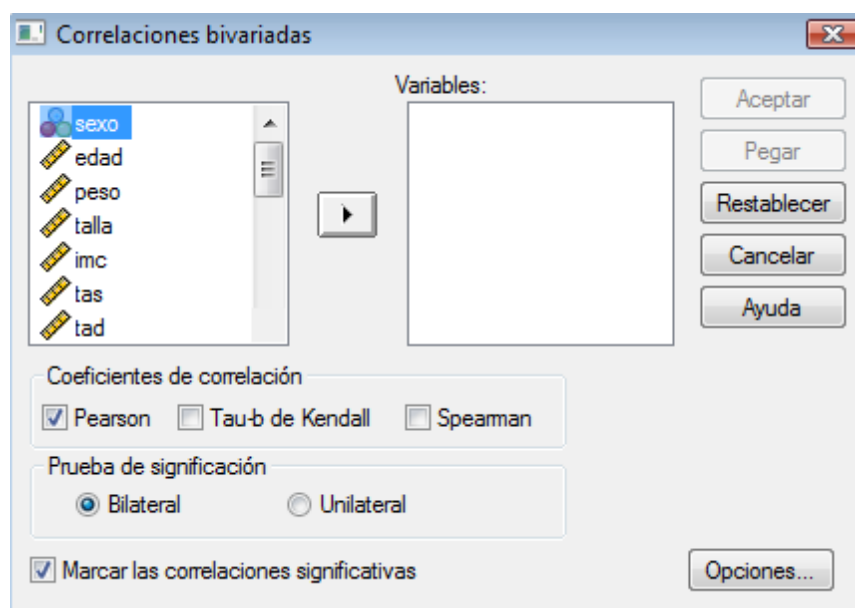 Correlaciones bivariadas
Variables:
sexo
edad
peso
talla
imc
tas
tad
Aceptar
Pegar
Restablecer
Cancelar
Ayuda
Coeficientes de correlación
Pearson Tau-b de Kendall Spearman
Prueba de significación
Bilateral Unilateral
Marcar las correlaciones significativas
Opciones...